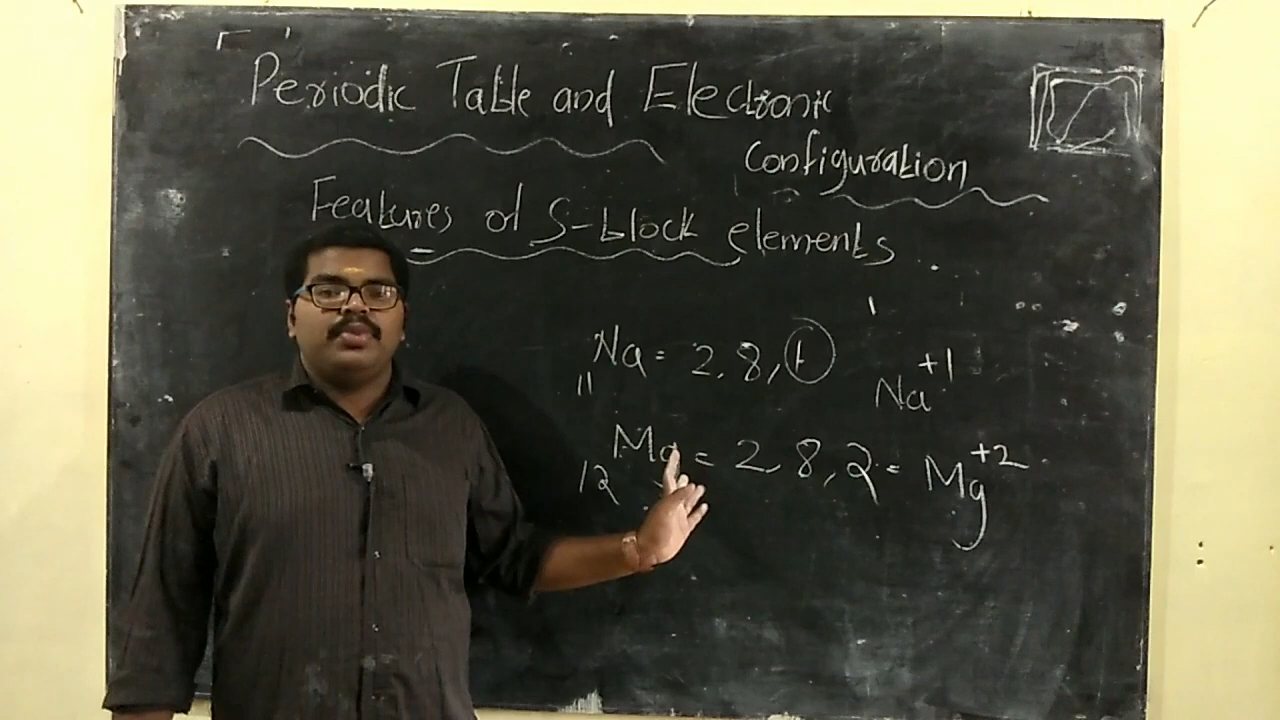 Periodic Table and Electronic
Configuration
Features of S-block elements
11Na = 2, 8, 1 Na+1
12Mg = 2, 8, 2 = Mg+2